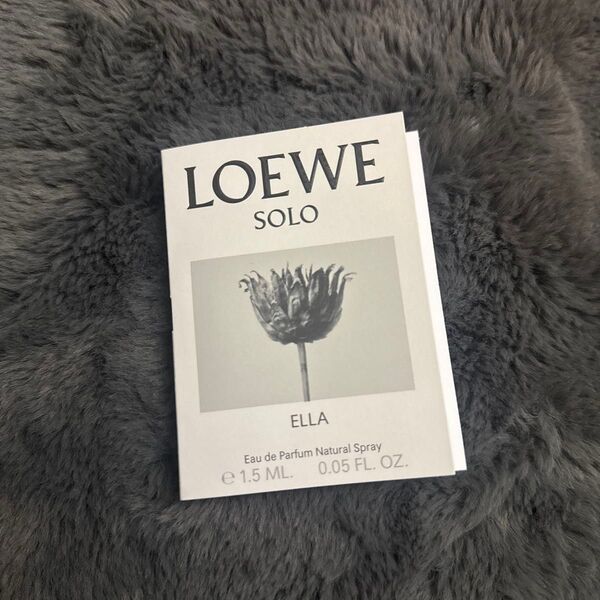 LOEWE
SOLO
ELLA
Eau de Parfum Natural Spray
℮ 1.5 ML. 0.05 FL. OZ.